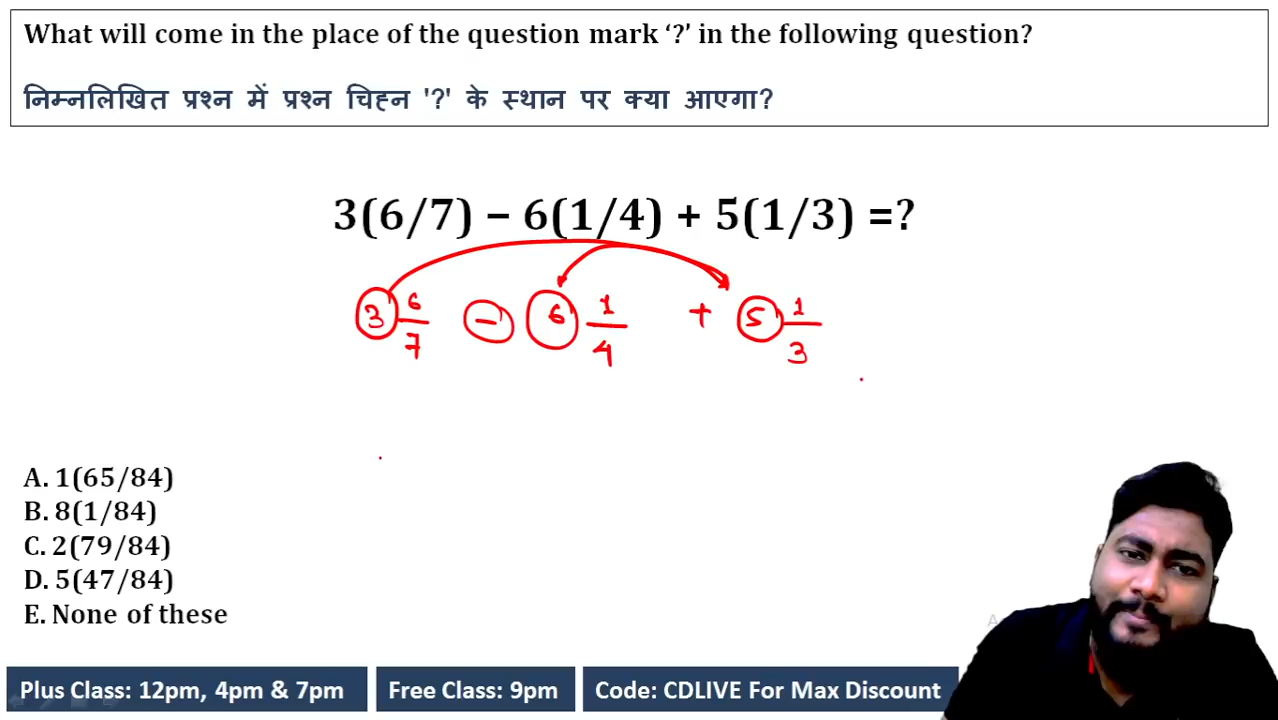 What will come in the place of the question mark ‘?’ in the following question?
निम्नलिखित प्रश्न में प्रश्न चिह्न '?' के स्थान पर क्या आएगा?
3(6/7) − 6(1/4) + 5(1/3) =?
3 6/7 − 6 1/4 + 5 1/3
A. 1(65/84)
B. 8(1/84)
C. 2(79/84)
D. 5(47/84)
E. None of these
Plus Class: 12pm, 4pm & 7pm
Free Class: 9pm
Code: CDLIVE For Max Discount